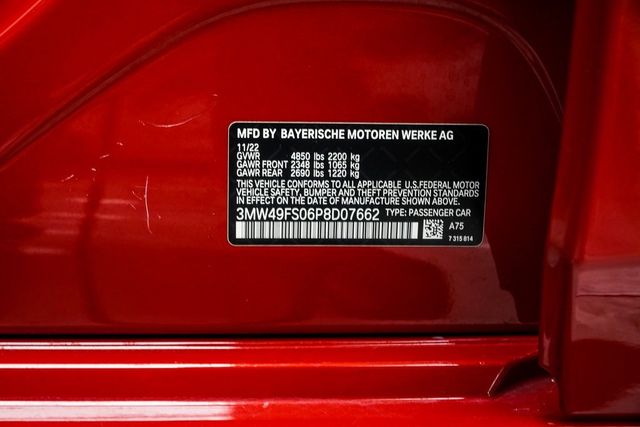 MFD BY BAYERISCHE MOTOREN WERKE AG
11/22
GVWR 4850 lbs 2200 kg
GAWR FRONT 2348 lbs 1065 kg
GAWR REAR 2690 lbs 1220 kg
THIS VEHICLE CONFORMS TO ALL APPLICABLE U.S.FEDERAL MOTOR
VEHICLE SAFETY, BUMPER, AND THEFT PREVENTION STANDARDS
IN EFFECT ON THE DATE OF MANUFACTURE SHOWN ABOVE.
3MW49FS06P8D07662 TYPE: PASSENGER CAR
A75
7 315 814